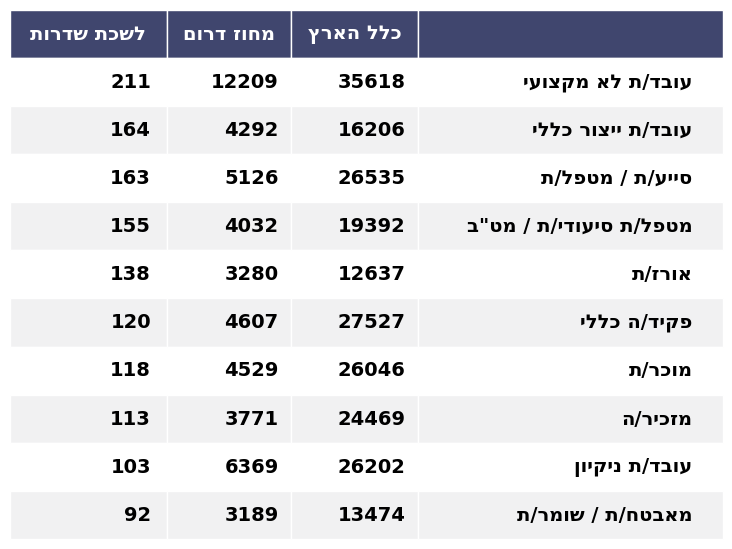 כלל הארץ מחוז דרום לשכת שדרות
עובד/ת לא מקצועי 35618 12209 211
עובד/ת ייצור כללי 16206 4292 164
סייע/ת / מטפל/ת 26535 5126 163
מטפל/ת סיעודי/ת / מט"ב 19392 4032 155
אורז/ת 12637 3280 138
פקיד/ה כללי 27527 4607 120
מוכר/ת 26046 4529 118
מזכיר/ה 24469 3771 113
עובד/ת ניקיון 26202 6369 103
מאבטח/ת / שומר/ת 13474 3189 92